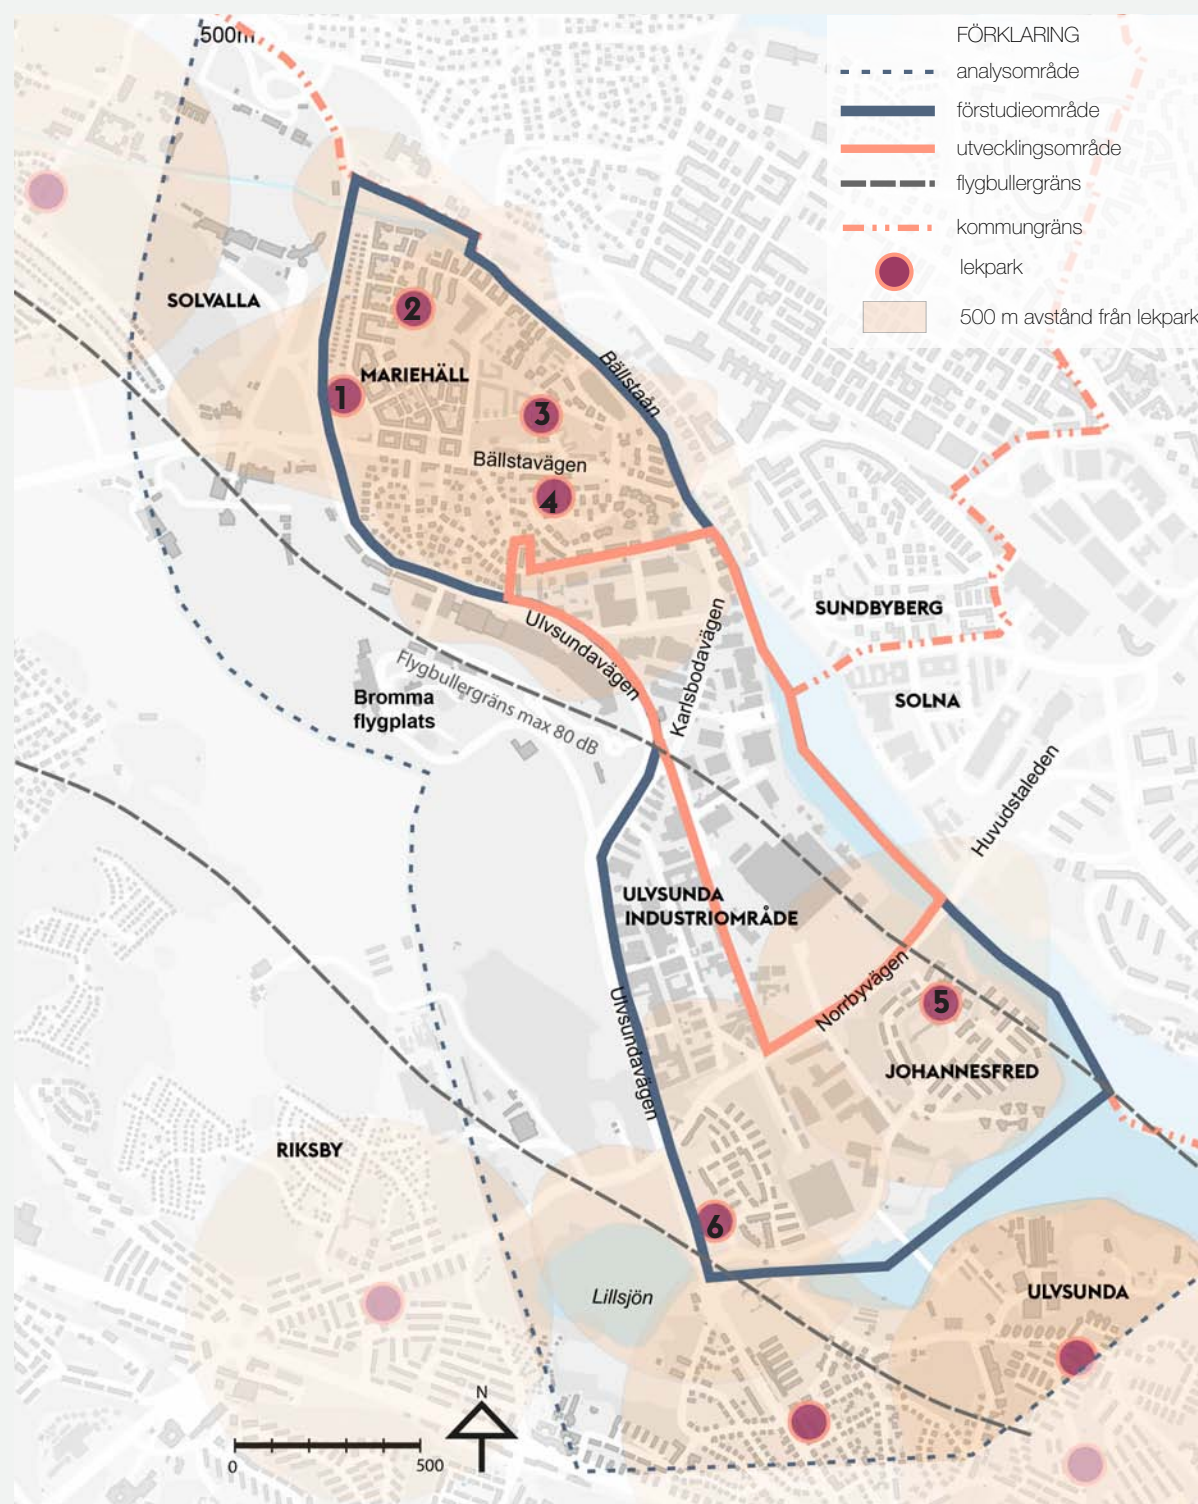 500m
FÖRKLARING
analysområde
förstudieområde
utvecklingsområde
flygbullergräns
kommungräns
lekpark
500 m avstånd från lekpark
SOLVALLA
2
MARIEHÄLL
1
3
Bällstaån
Bällstavägen
4
SUNDBYBERG
Ulvsundavägen
Karlsbodavägen
Flygbullergräns max 80 dB
Bromma
flygplats
SOLNA
Huvudstaleden
ULVSUNDA
INDUSTRIOMRÅDE
Norrbyvägen
5
Ulvsundavägen
JOHANNESFRED
RIKSBY
6
Lillsjön
ULVSUNDA
N
0
500